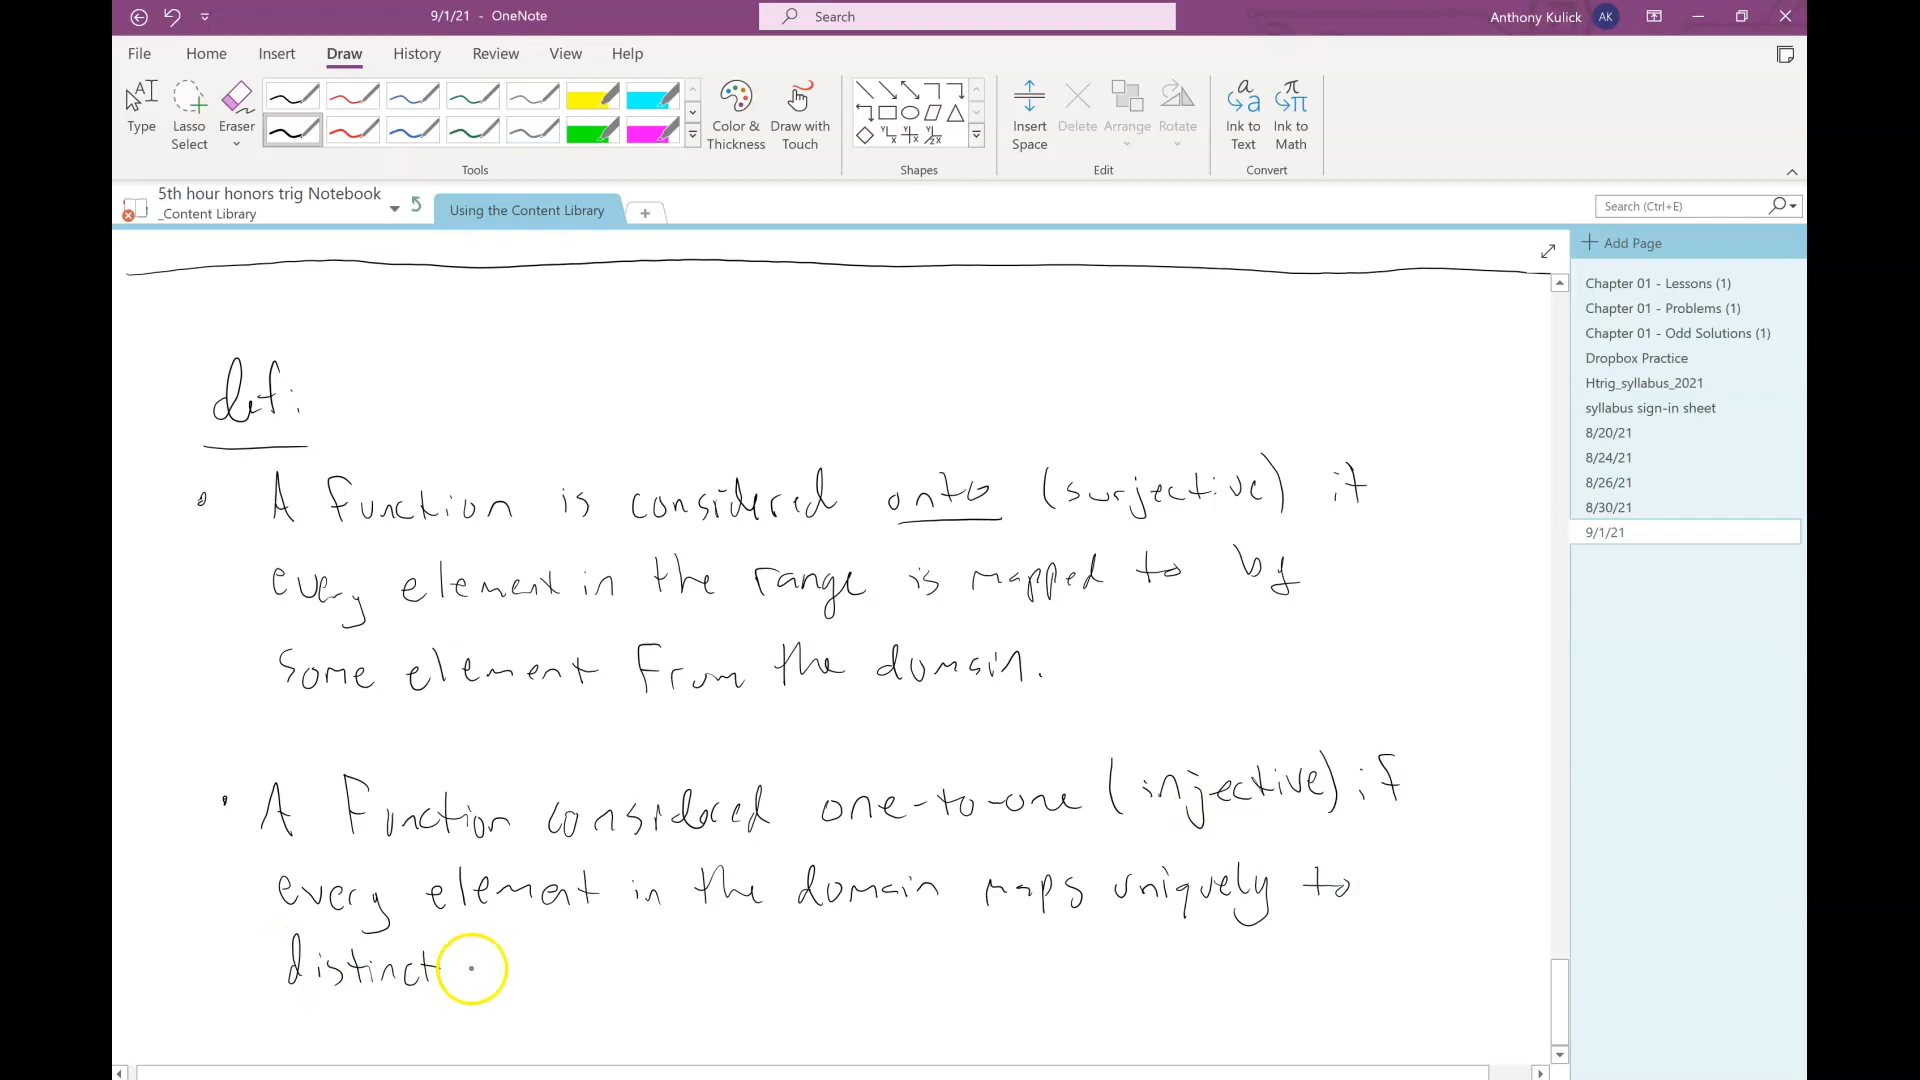 9/1/21 - OneNote
Search
Anthony Kulick
AK
File Home Insert Draw History Review View Help
Type
Lasso Select
Eraser
Color & Thickness
Draw with Touch
Insert Space
Delete
Arrange
Rotate
Ink to Text
Ink to Math
Tools
Shapes
Edit
Convert
5th hour honors trig Notebook
_Content Library
Using the Content Library
Search (Ctrl+E)
Add Page
Chapter 01 - Lessons (1)
Chapter 01 - Problems (1)
Chapter 01 - Odd Solutions (1)
Dropbox Practice
Htrig_syllabus_2021
syllabus sign-in sheet
8/20/21
8/24/21
8/26/21
8/30/21
9/1/21
def:
A function is considered onto (surjective) if
every element in the range is mapped to by
some element from the domain.
A Function considered one-to-one (injective) if
every element in the domain maps uniquely to
distinct